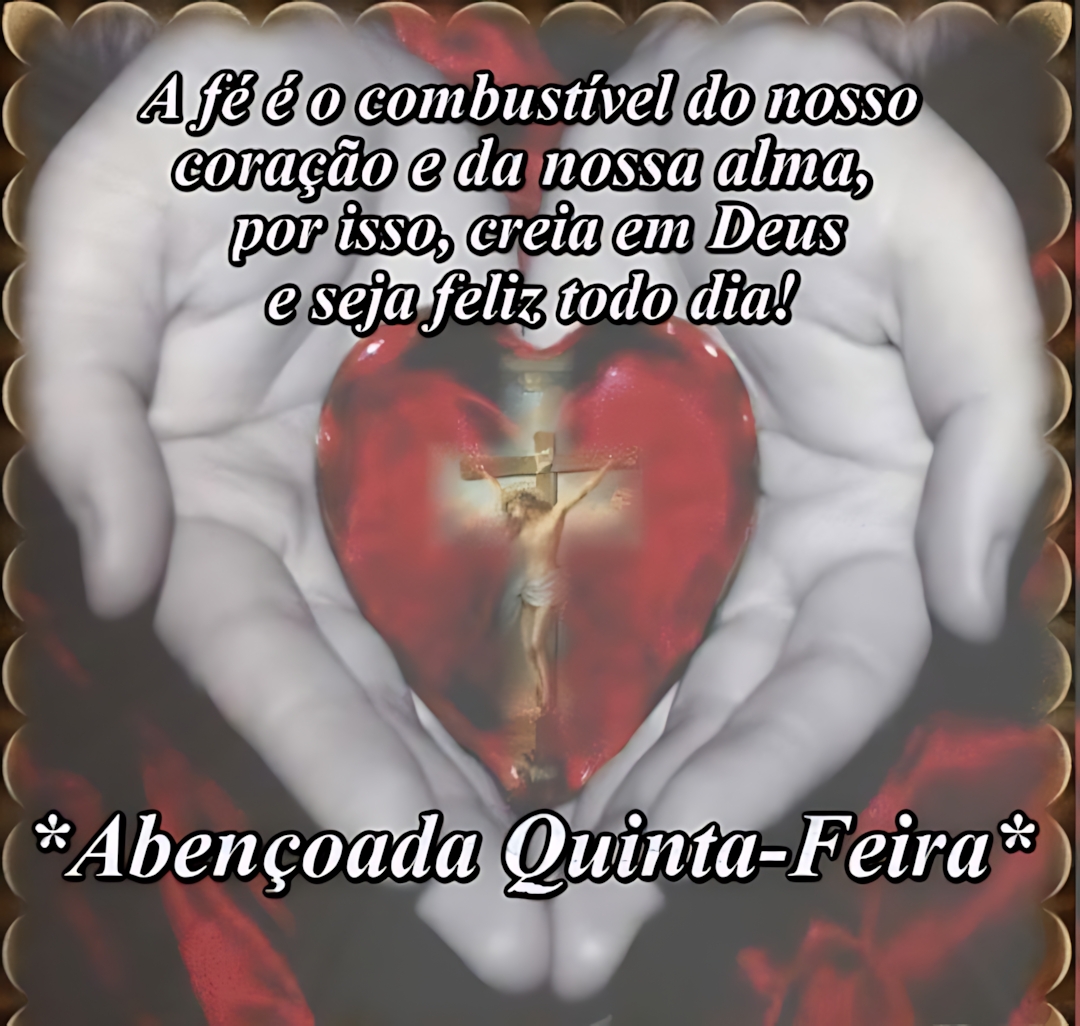 A fé é o combustível do nosso
coração e da nossa alma,
por isso, creia em Deus
e seja feliz todo dia!
*Abençoada Quinta-Feira*